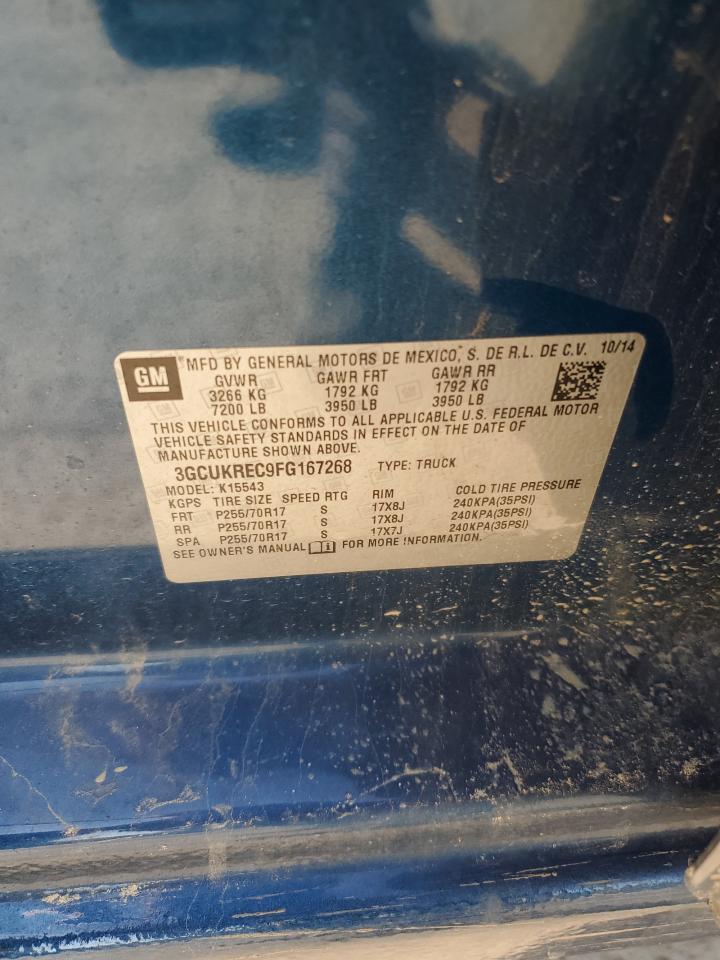 GM
MFD BY GENERAL MOTORS DE MEXICO, S. DE R.L. DE C.V. 10/14
GVWR GAWR FRT GAWR RR
3266 KG 1792 KG 1792 KG
7200 LB 3950 LB 3950 LB
THIS VEHICLE CONFORMS TO ALL APPLICABLE U.S. FEDERAL MOTOR
VEHICLE SAFETY STANDARDS IN EFFECT ON THE DATE OF
MANUFACTURE SHOWN ABOVE.
3GCUKREC9FG167268 TYPE: TRUCK
MODEL: K15543
KGPS TIRE SIZE SPEED RTG RIM COLD TIRE PRESSURE
FRT P255/70R17 S 17X8J 240KPA(35PSI)
RR P255/70R17 S 17X8J 240KPA(35PSI)
SPA P255/70R17 S 17X7J 240KPA(35PSI)
SEE OWNER'S MANUAL FOR MORE INFORMATION.